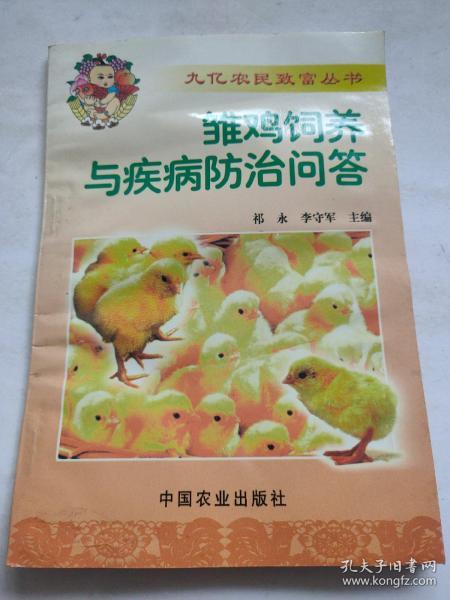 九亿农民致富丛书
雏鸡饲养
与疾病防治问答
祁 永 李守军 主编
中国农业出版社
孔夫子旧书网
www.kongfz.com